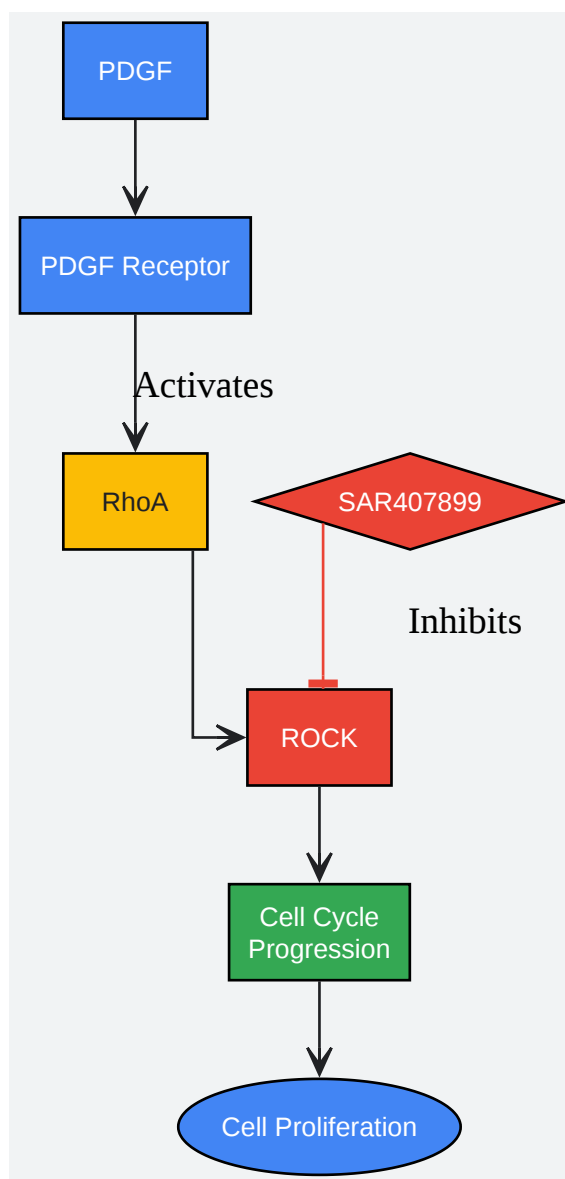 PDGF
PDGF Receptor
Activates
RhoA
SAR407899
Inhibits
ROCK
Cell Cycle
Progression
Cell Proliferation